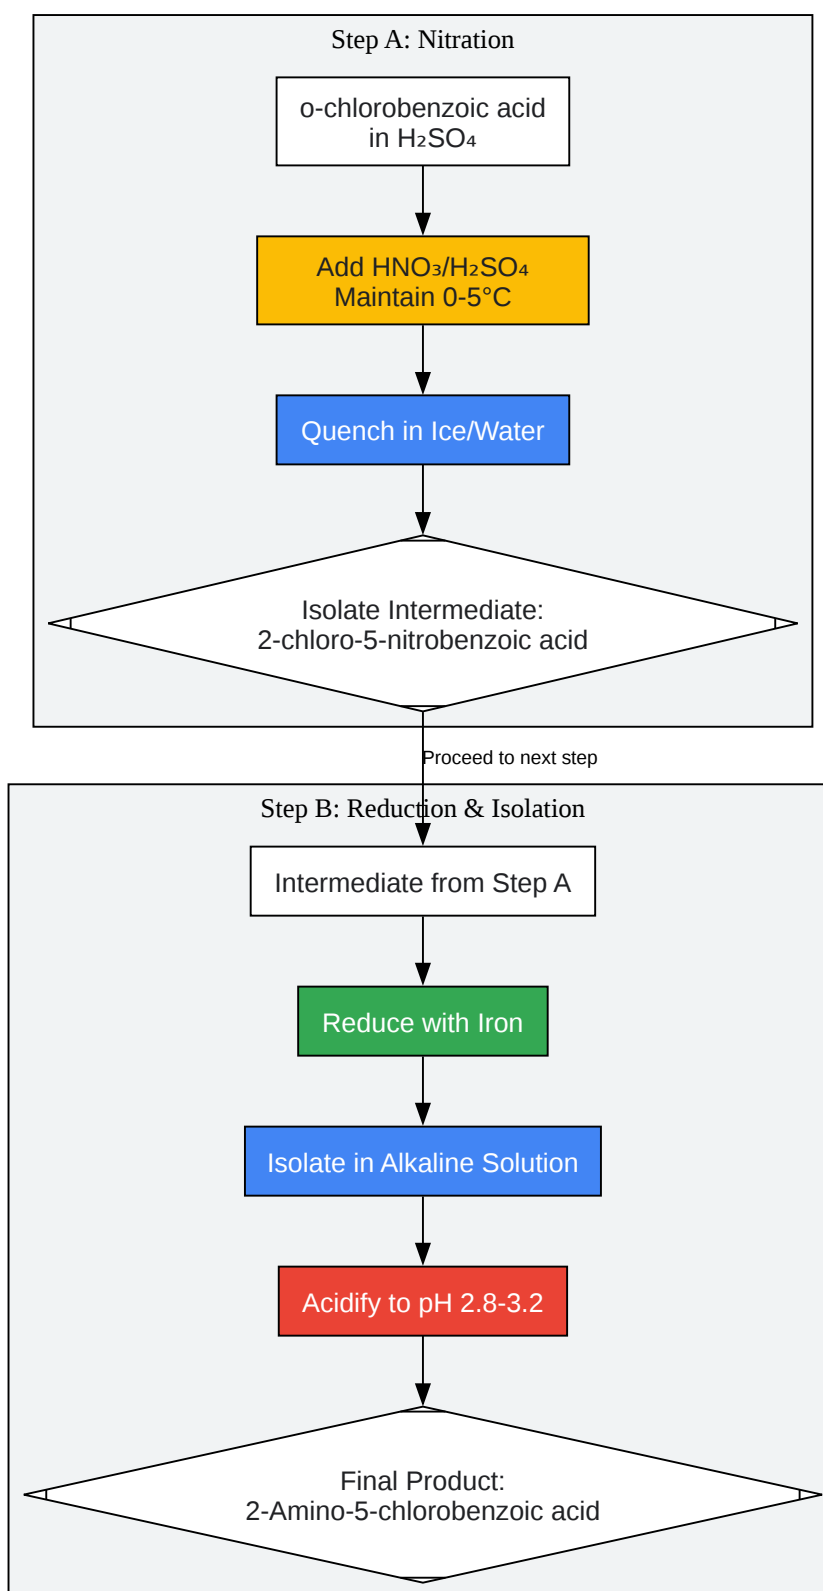 Step A: Nitration
o-chlorobenzoic acid
in H₂SO₄
Add HNO₃/H₂SO₄
Maintain 0-5°C
Quench in Ice/Water
Isolate Intermediate:
2-chloro-5-nitrobenzoic acid
Proceed to next step
Step B: Reduction & Isolation
Intermediate from Step A
Reduce with Iron
Isolate in Alkaline Solution
Acidify to pH 2.8-3.2
Final Product:
2-Amino-5-chlorobenzoic acid